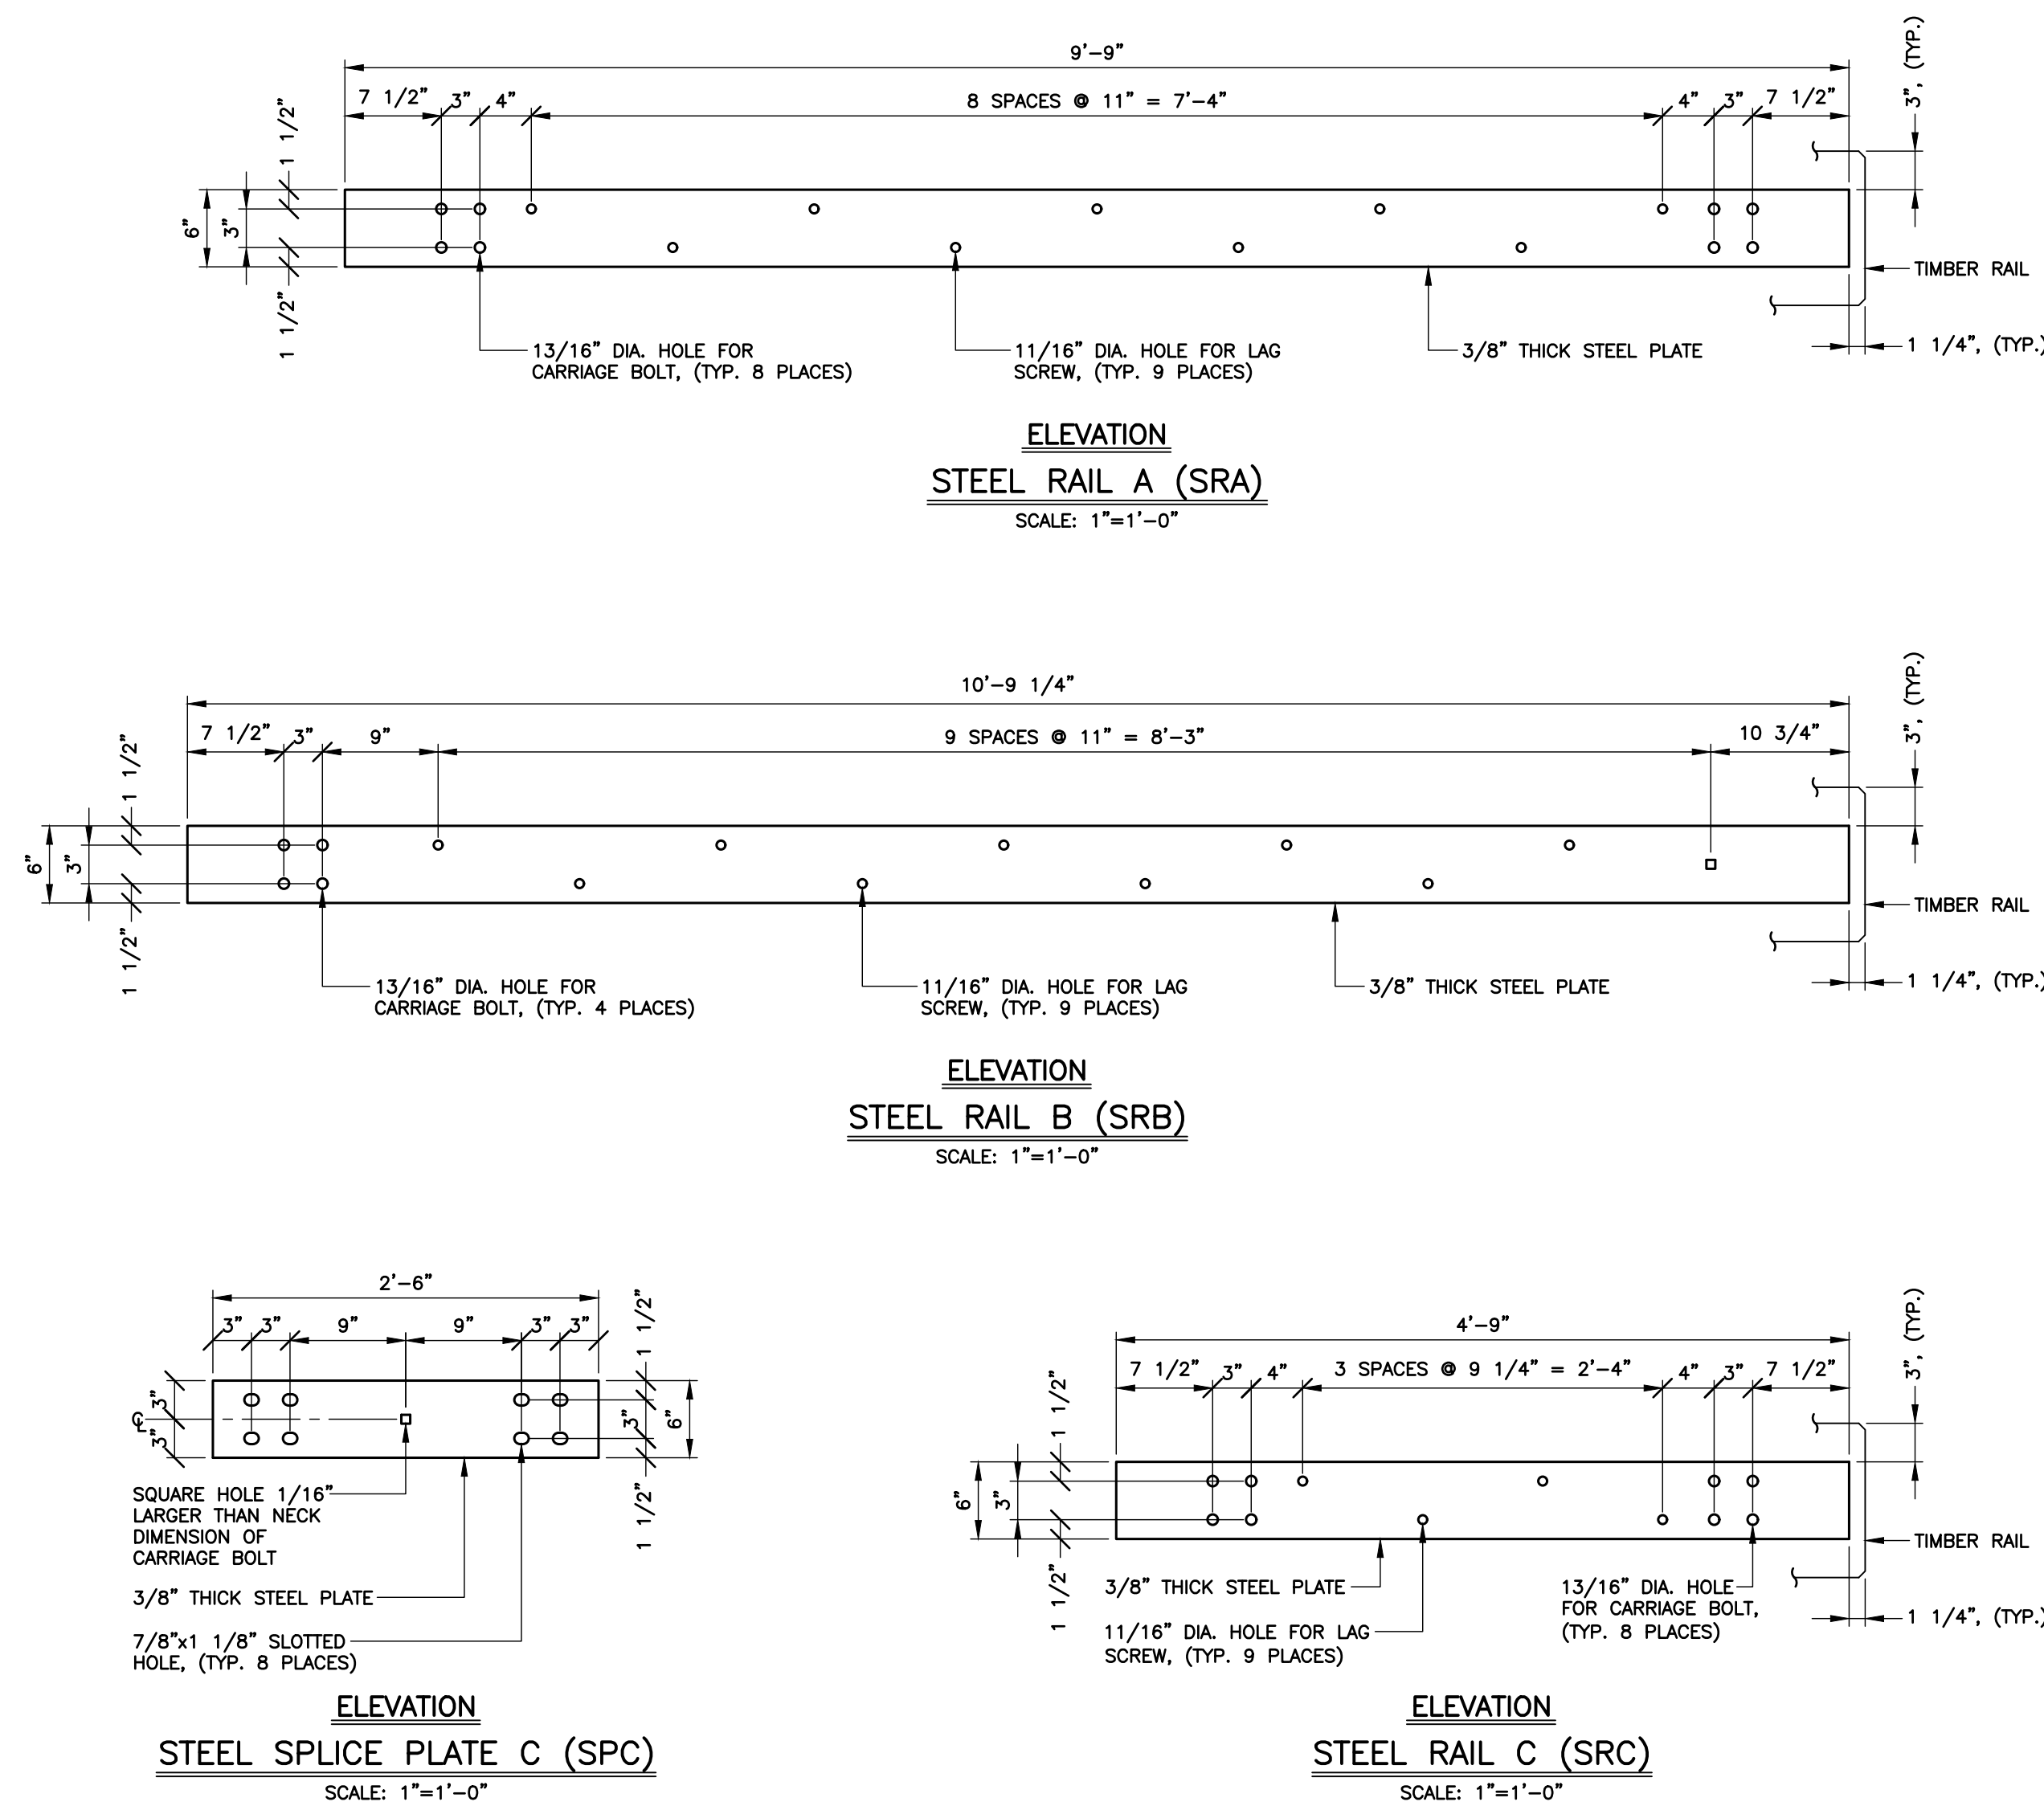 9'-9"
7 1/2" 3" 4" 8 SPACES @ 11" = 7'-4" 4" 3" 7 1/2"
3", (TYP.)
1 1/2"
6"
3"
1 1/2"
TIMBER RAIL
1 1/4", (TYP.)
13/16" DIA. HOLE FOR
CARRIAGE BOLT, (TYP. 8 PLACES)
11/16" DIA. HOLE FOR LAG
SCREW, (TYP. 9 PLACES)
3/8" THICK STEEL PLATE
ELEVATION
STEEL RAIL A (SRA)
SCALE: 1"=1'-0"
10'-9 1/4"
7 1/2" 3" 9" 9 SPACES @ 11" = 8'-3" 10 3/4"
3", (TYP.)
1 1/2"
6"
3"
1 1/2"
TIMBER RAIL
1 1/4", (TYP.)
13/16" DIA. HOLE FOR
CARRIAGE BOLT, (TYP. 4 PLACES)
11/16" DIA. HOLE FOR LAG
SCREW, (TYP. 9 PLACES)
3/8" THICK STEEL PLATE
ELEVATION
STEEL RAIL B (SRB)
SCALE: 1"=1'-0"
2'-6"
3" 3" 9" 9" 3" 3"
1 1/2"
3"
3"
℄
3"
6"
1 1/2"
SQUARE HOLE 1/16"
LARGER THAN NECK
DIMENSION OF
CARRIAGE BOLT
3/8" THICK STEEL PLATE
7/8"x1 1/8" SLOTTED
HOLE, (TYP. 8 PLACES)
ELEVATION
STEEL SPLICE PLATE C (SPC)
SCALE: 1"=1'-0"
4'-9"
7 1/2" 3" 4" 3 SPACES @ 9 1/4" = 2'-4" 4" 3" 7 1/2"
3", (TYP.)
1 1/2"
6"
3"
1 1/2"
TIMBER RAIL
1 1/4", (TYP.)
3/8" THICK STEEL PLATE
11/16" DIA. HOLE FOR LAG
SCREW, (TYP. 9 PLACES)
13/16" DIA. HOLE
FOR CARRIAGE BOLT,
(TYP. 8 PLACES)
ELEVATION
STEEL RAIL C (SRC)
SCALE: 1"=1'-0"